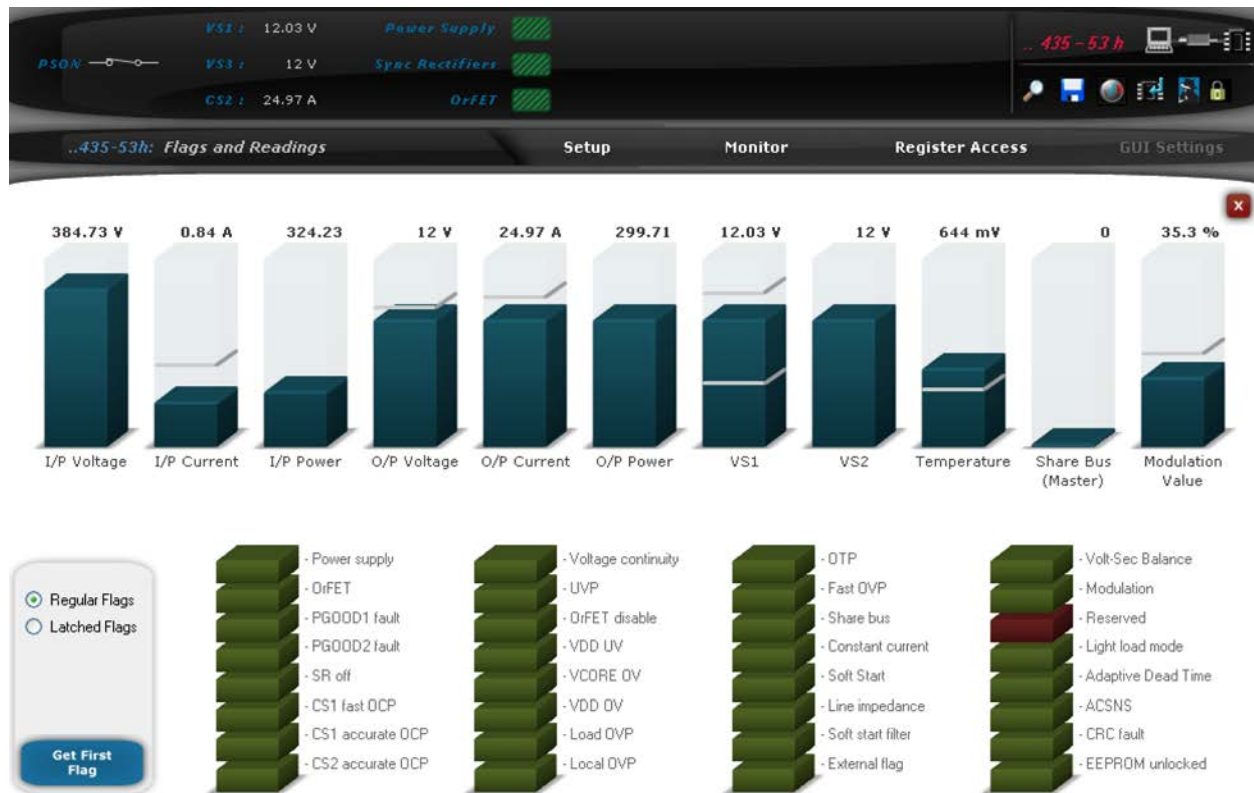 VS1 : 12.03 V Power Supply
.. 435 - 53 h
PSON VS3 : 12 V Sync Rectifiers
CS2 : 24.97 A OrFET
..435-53h: Flags and Readings Setup Monitor Register Access GUI Settings
x
384.73 V 0.84 A 324.23 12 V 24.97 A 299.71 12.03 V 12 V 644 mV 0 35.3 %
I/P Voltage I/P Current I/P Power O/P Voltage O/P Current O/P Power VS1 VS2 Temperature Share Bus Modulation
(Master) Value
- Power supply - Voltage continuity - OTP - Volt-Sec Balance
- OrFET - UVP - Fast OVP - Modulation
Regular Flags
- PGOOD1 fault - OrFET disable - Share bus - Reserved
Latched Flags
- PGOOD2 fault - VDD UV - Constant current - Light load mode
- SR off - VCORE OV - Soft Start - Adaptive Dead Time
- CS1 fast OCP - VDD OV - Line impedance - ACSNS
- CS1 accurate OCP - Load OVP - Soft start filter - CRC fault
Get First
Flag
- CS2 accurate OCP - Local OVP - External flag - EEPROM unlocked